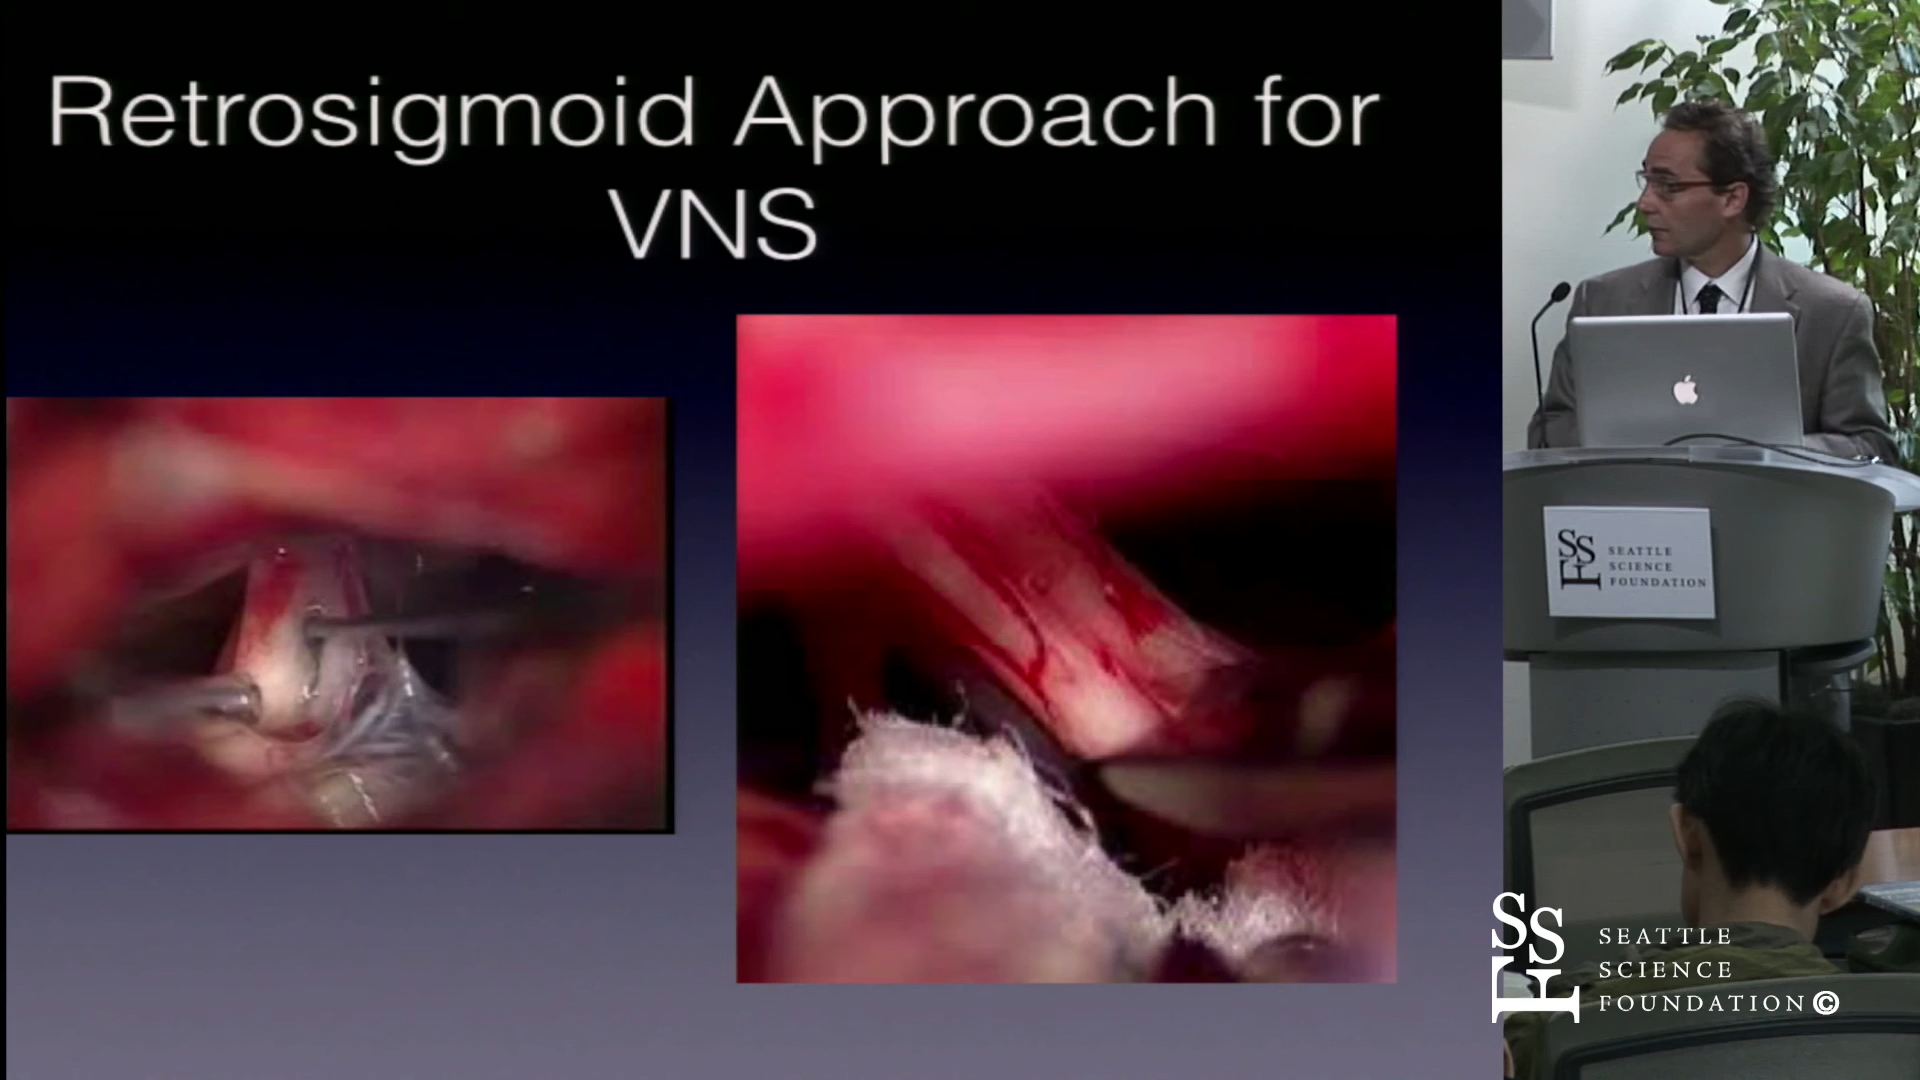 Retrosigmoid Approach for
VNS
SSF
SEATTLE
SCIENCE
FOUNDATION
SSF
SEATTLE
SCIENCE
FOUNDATION©